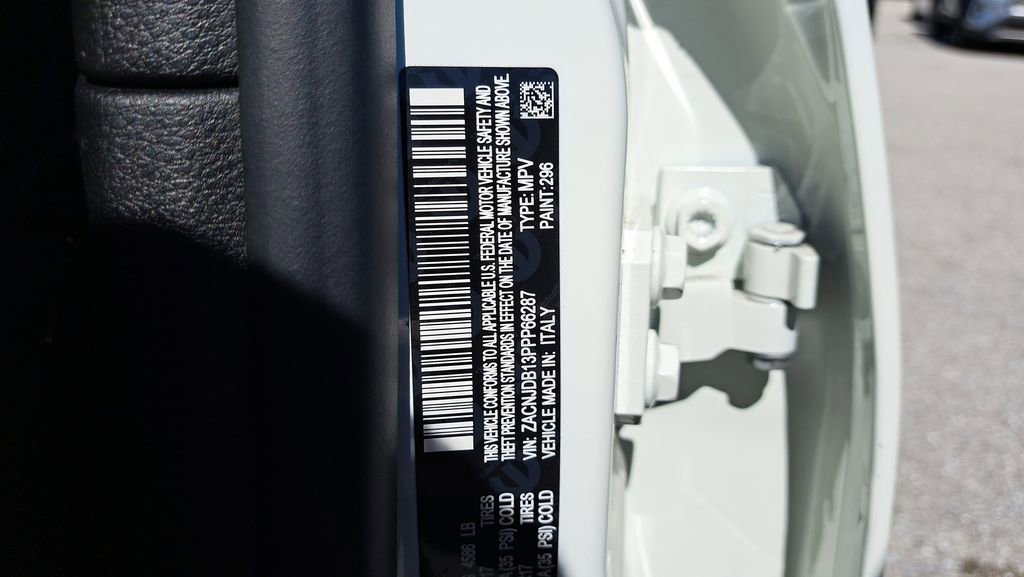 4586 LB
17 TIRES
(35 PSI) COLD
17 TIRES
(35 PSI) COLD
THIS VEHICLE CONFORMS TO ALL APPLICABLE U.S. FEDERAL MOTOR VEHICLE SAFETY AND
THEFT PREVENTION STANDARDS IN EFFECT ON THE DATE OF MANUFACTURE SHOWN ABOVE.
VIN: ZACNJDB13PPP66287 TYPE: MPV
VEHICLE MADE IN: ITALY PAINT: 296